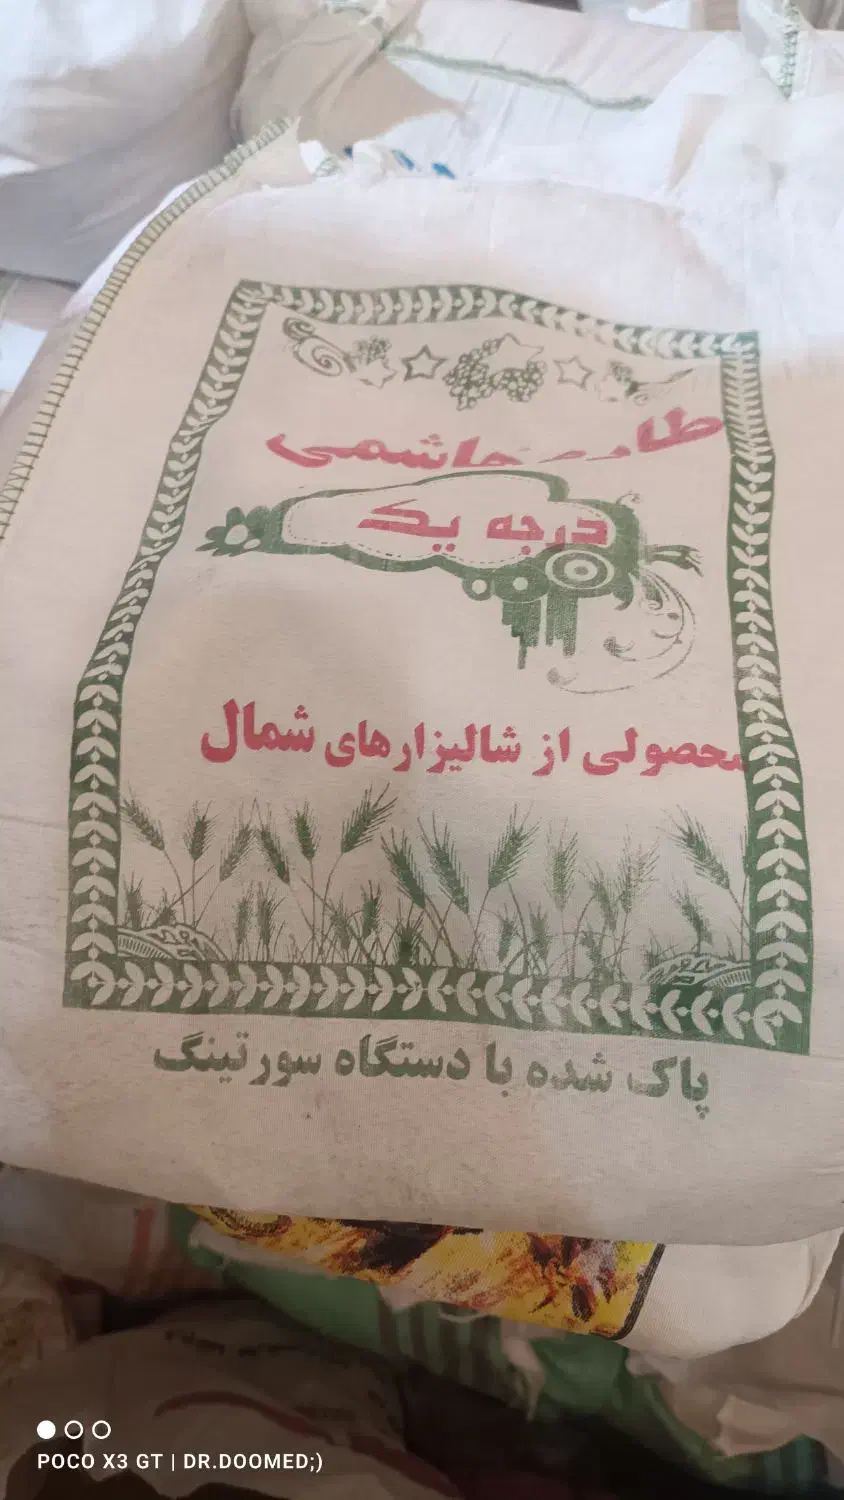 طارم هاشمی
درجه یک
محصولی از شالیزارهای شمال
پاک شده با دستگاه سورتینگ
POCO X3 GT | DR.DOOMED;)